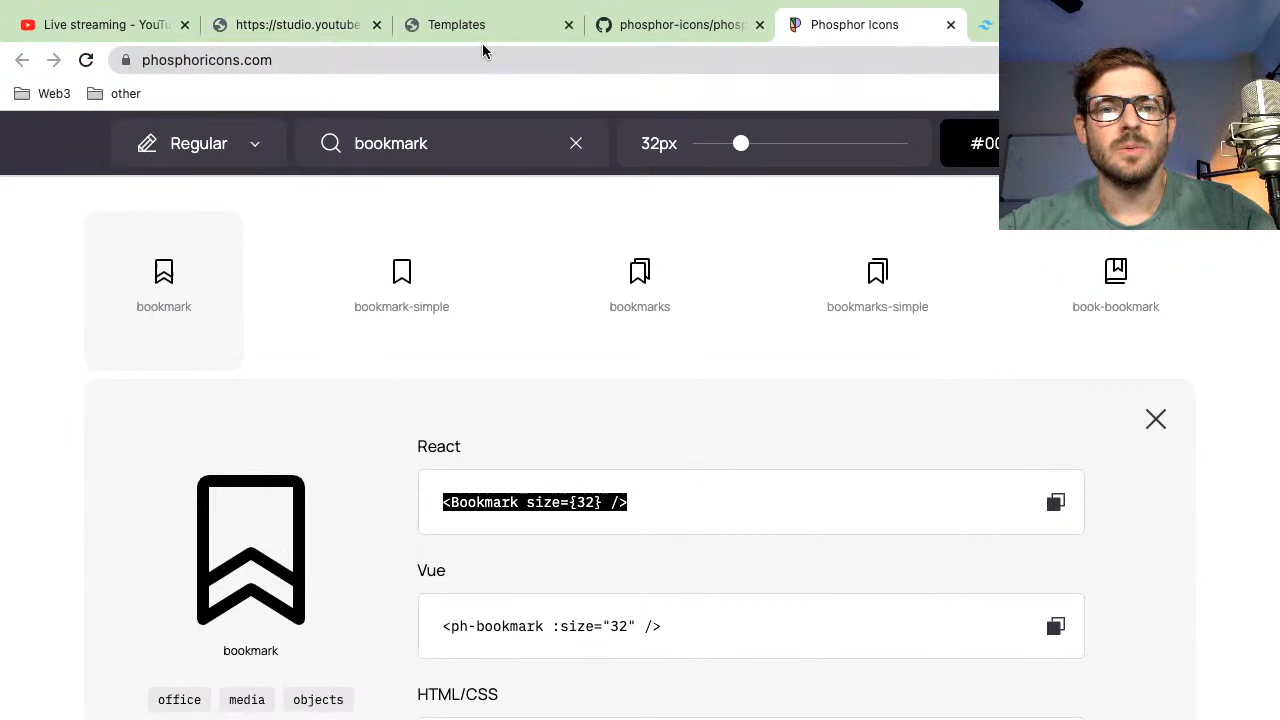 Live streaming - YouTu
https://studio.youtube
Templates
phosphor-icons/phosp
Phosphor Icons
phosphoricons.com
Web3
other
Regular
bookmark
32px
#00
bookmark
bookmark-simple
bookmarks
bookmarks-simple
book-bookmark
React
<Bookmark size={32} />
Vue
<ph-bookmark :size="32" />
bookmark
HTML/CSS
office
media
objects